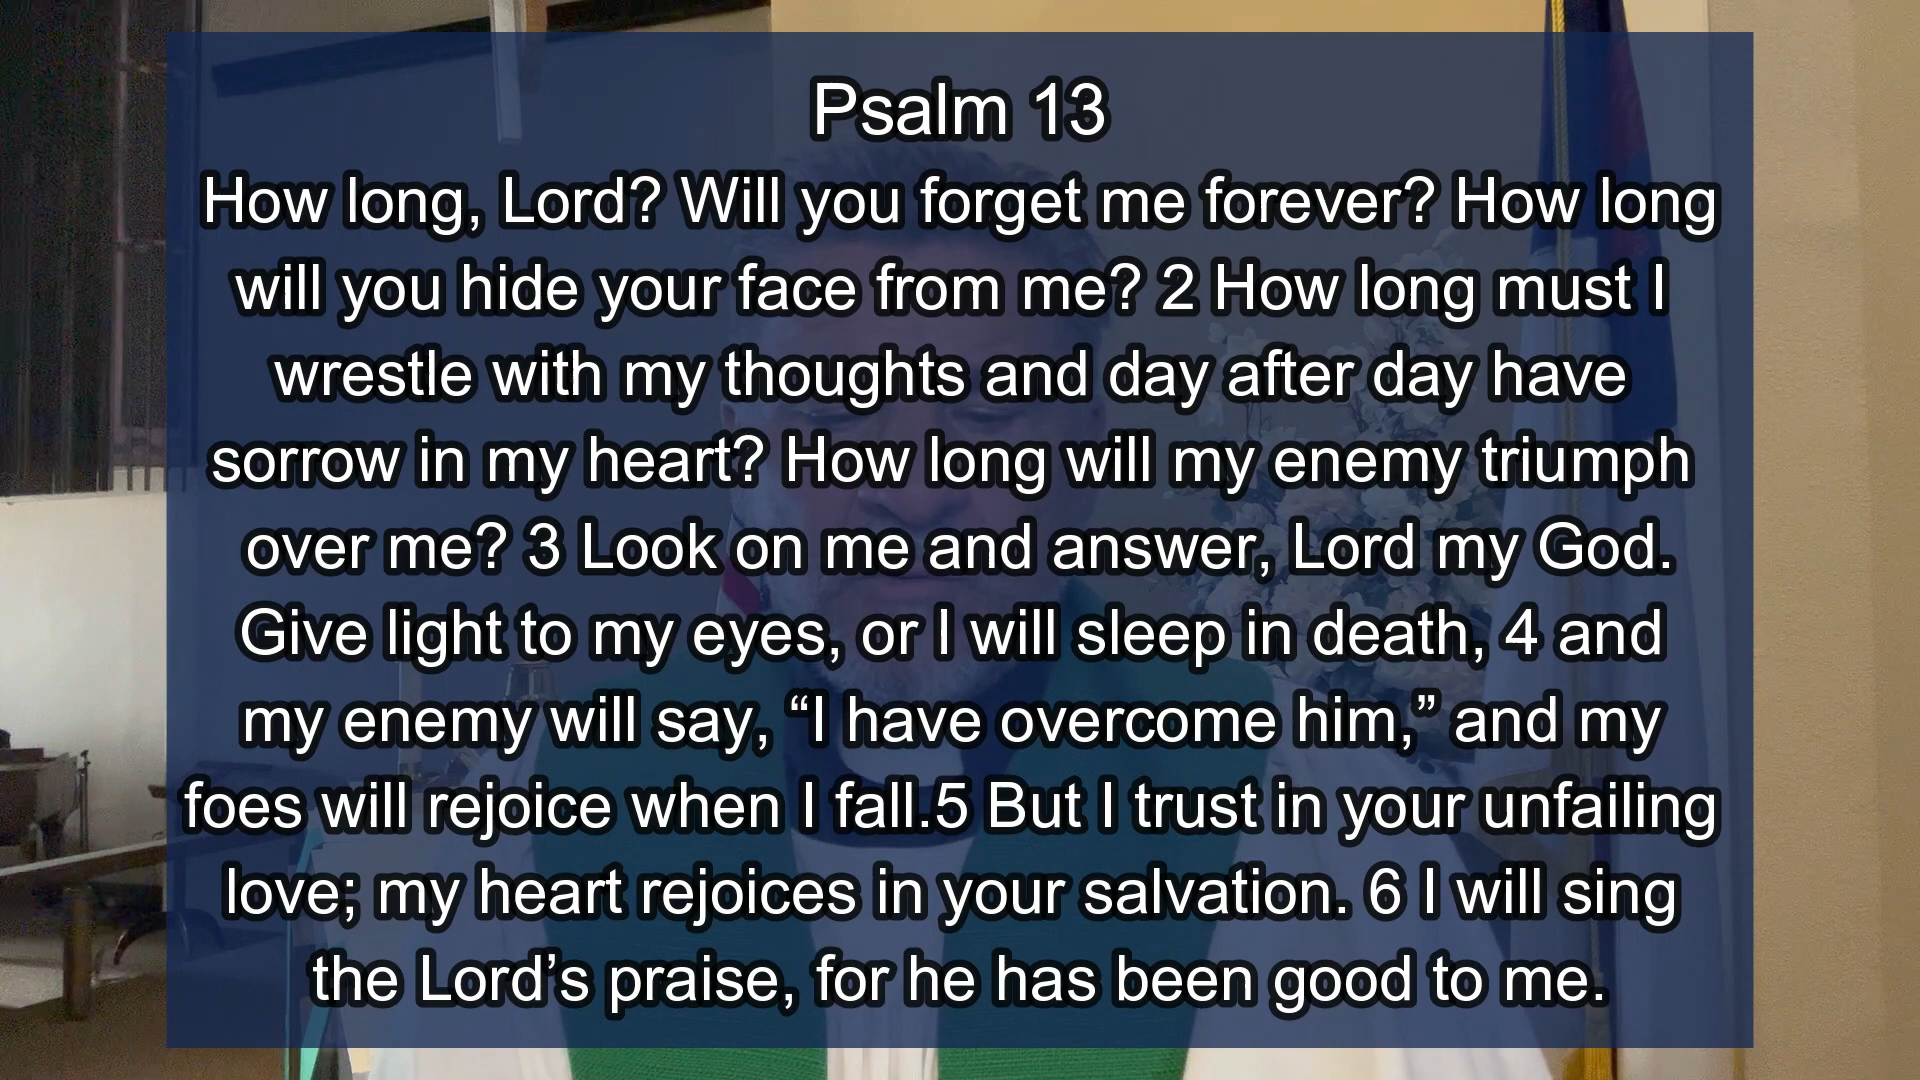 Psalm 13
How long, Lord? Will you forget me forever? How long
will you hide your face from me? 2 How long must I
wrestle with my thoughts and day after day have
sorrow in my heart? How long will my enemy triumph
over me? 3 Look on me and answer, Lord my God.
Give light to my eyes, or I will sleep in death, 4 and
my enemy will say, “I have overcome him,” and my
foes will rejoice when I fall.5 But I trust in your unfailing
love; my heart rejoices in your salvation. 6 I will sing
the Lord’s praise, for he has been good to me.